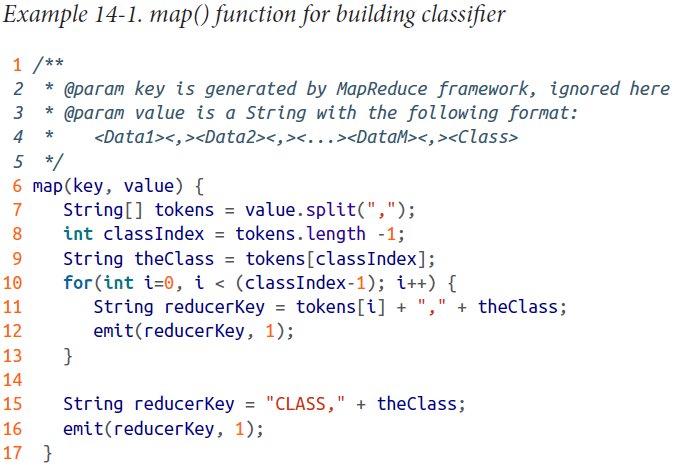 Example 14-1. map() function for building classifier
1 /**
2  * @param key is generated by MapReduce framework, ignored here
3  * @param value is a String with the following format:
4  *    <Data1><,><Data2><,><...><DataM><,><Class>
5  */
6 map(key, value) {
7    String[] tokens = value.split(",");
8    int classIndex = tokens.length -1;
9    String theClass = tokens[classIndex];
10    for(int i=0, i < (classIndex-1); i++) {
11       String reducerKey = tokens[i] + "," + theClass;
12       emit(reducerKey, 1);
13    }
14
15    String reducerKey = "CLASS," + theClass;
16    emit(reducerKey, 1);
17  }